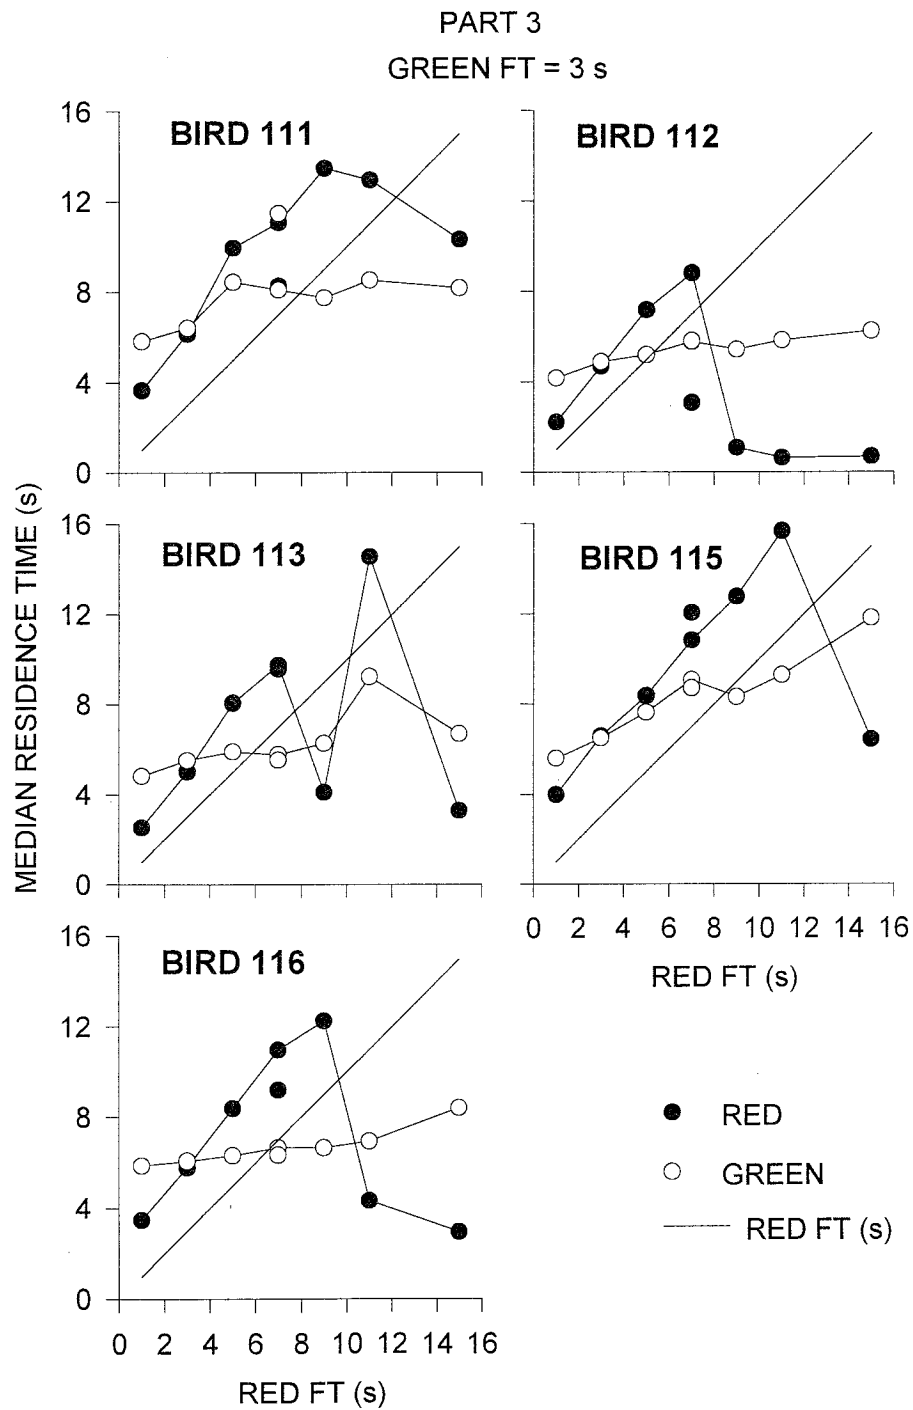 PART 3
GREEN FT = 3 s
BIRD 111
BIRD 112
16
12
8
4
0
BIRD 113
BIRD 115
16
12
8
4
0
0 2 4 6 8 10 12 14 16
RED FT (s)
BIRD 116
16
12
8
4
0
0 2 4 6 8 10 12 14 16
RED FT (s)
MEDIAN RESIDENCE TIME (s)
RED
GREEN
RED FT (s)